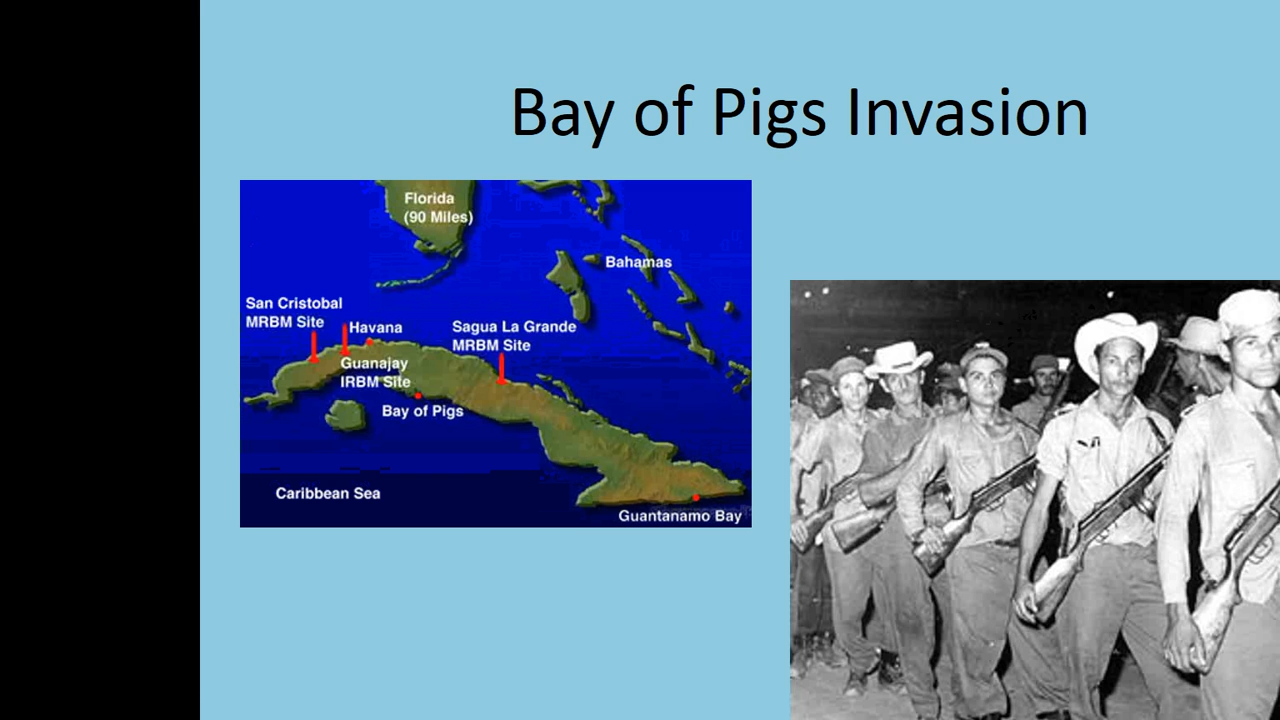 Bay of Pigs Invasion
Florida
(90 Miles)
Bahamas
San Cristobal
MRBM Site
Havana
Sagua La Grande
MRBM Site
Guanajay
IRBM Site
Bay of Pigs
Caribbean Sea
Guantanamo Bay